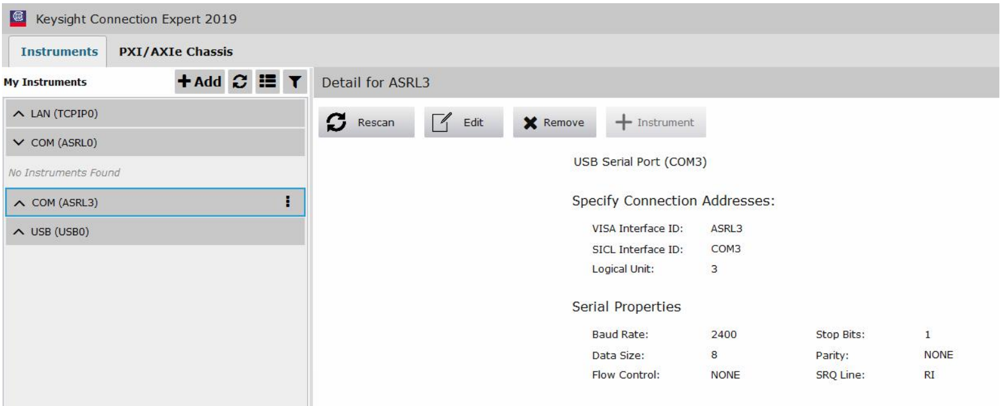 Keysight Connection Expert 2019
Instruments PXI/AXIe Chassis
My Instruments Add
LAN (TCPIP0)
COM (ASRL0)
No Instruments Found
COM (ASRL3)
USB (USB0)
Detail for ASRL3
Rescan Edit Remove Instrument
USB Serial Port (COM3)
Specify Connection Addresses:
VISA Interface ID: ASRL3
SICL Interface ID: COM3
Logical Unit: 3
Serial Properties
Baud Rate: 2400 Stop Bits: 1
Data Size: 8 Parity: NONE
Flow Control: NONE SRQ Line: RI